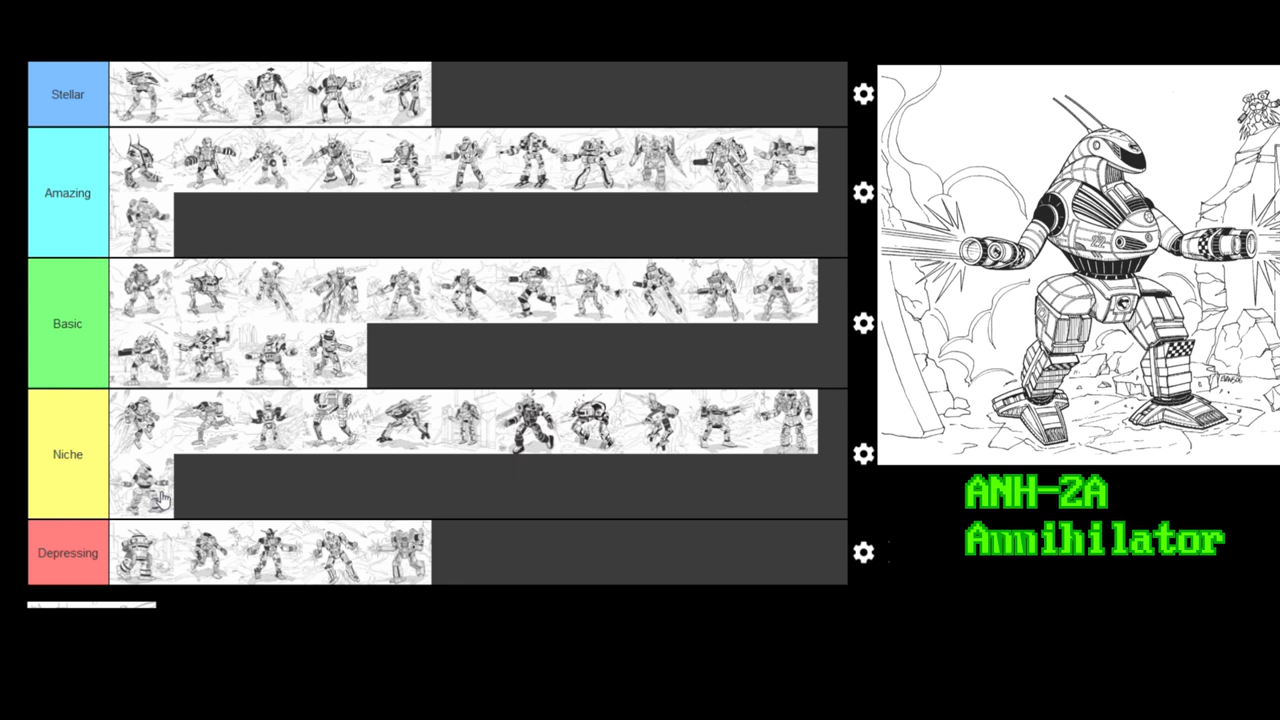 Stellar
Amazing
Basic
Niche
Depressing
ANH-2A
Annihilator